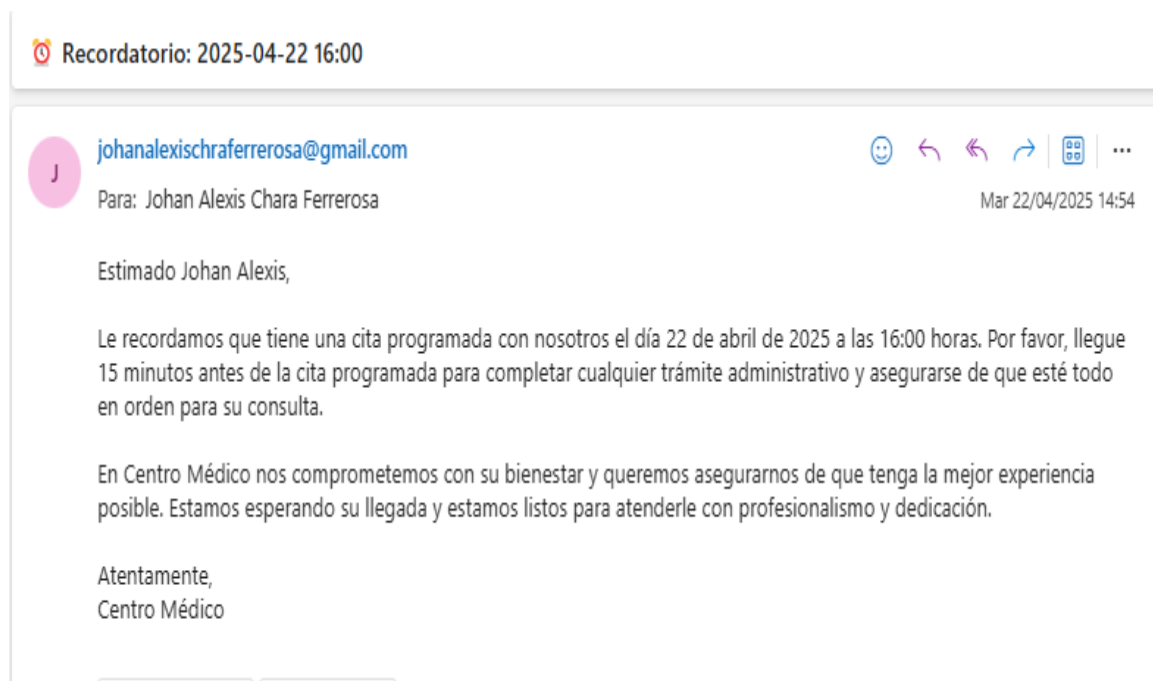 ⏰ Recordatorio: 2025-04-22 16:00
johanalexischraferrerosa@gmail.com
J
Para: Johan Alexis Chara Ferrerosa
Mar 22/04/2025 14:54
Estimado Johan Alexis,
Le recordamos que tiene una cita programada con nosotros el día 22 de abril de 2025 a las 16:00 horas. Por favor, llegue
15 minutos antes de la cita programada para completar cualquier trámite administrativo y asegurarse de que esté todo
en orden para su consulta.
En Centro Médico nos comprometemos con su bienestar y queremos asegurarnos de que tenga la mejor experiencia
posible. Estamos esperando su llegada y estamos listos para atenderle con profesionalismo y dedicación.
Atentamente,
Centro Médico